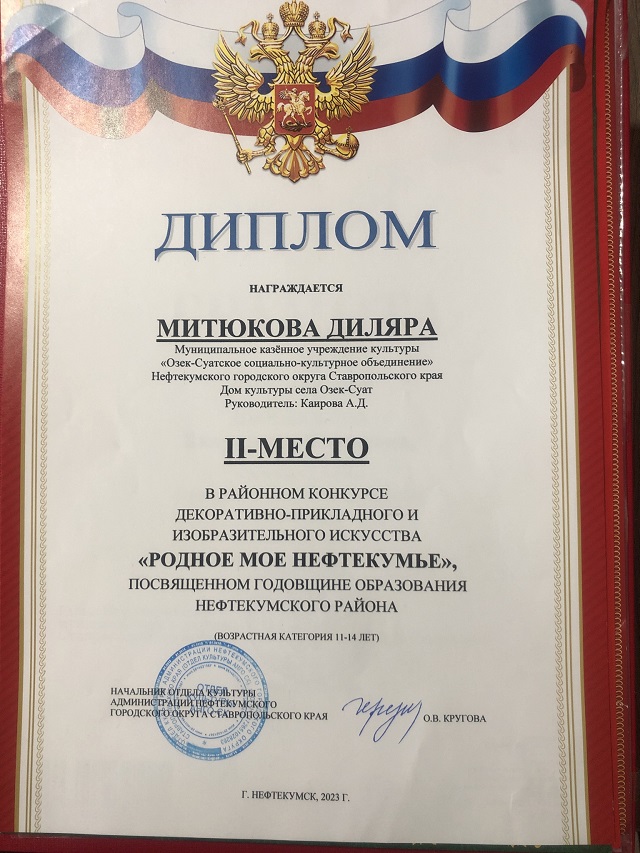 ДИПЛОМ
НАГРАЖДАЕТСЯ
МИТЮКОВА ДИЛЯРА
Муниципальное казённое учреждение культуры
«Озек-Суатское социально-культурное объединение»
Нефтекумского городского округа Ставропольского края
Дом культуры села Озек-Суат
Руководитель: Каирова А.Д.
II-МЕСТО
В РАЙОННОМ КОНКУРСЕ
ДЕКОРАТИВНО-ПРИКЛАДНОГО И
ИЗОБРАЗИТЕЛЬНОГО ИСКУССТВА
«РОДНОЕ МОЕ НЕФТЕКУМЬЕ»,
ПОСВЯЩЕННОМ ГОДОВЩИНЕ ОБРАЗОВАНИЯ
НЕФТЕКУМСКОГО РАЙОНА
(ВОЗРАСТНАЯ КАТЕГОРИЯ 11-14 ЛЕТ)
НАЧАЛЬНИК ОТДЕЛА КУЛЬТУРЫ
АДМИНИСТРАЦИИ НЕФТЕКУМСКОГО
ГОРОДСКОГО ОКРУГА СТАВРОПОЛЬСКОГО КРАЯ
О.В. КРУГОВА
Г. НЕФТЕКУМСК, 2023 Г.